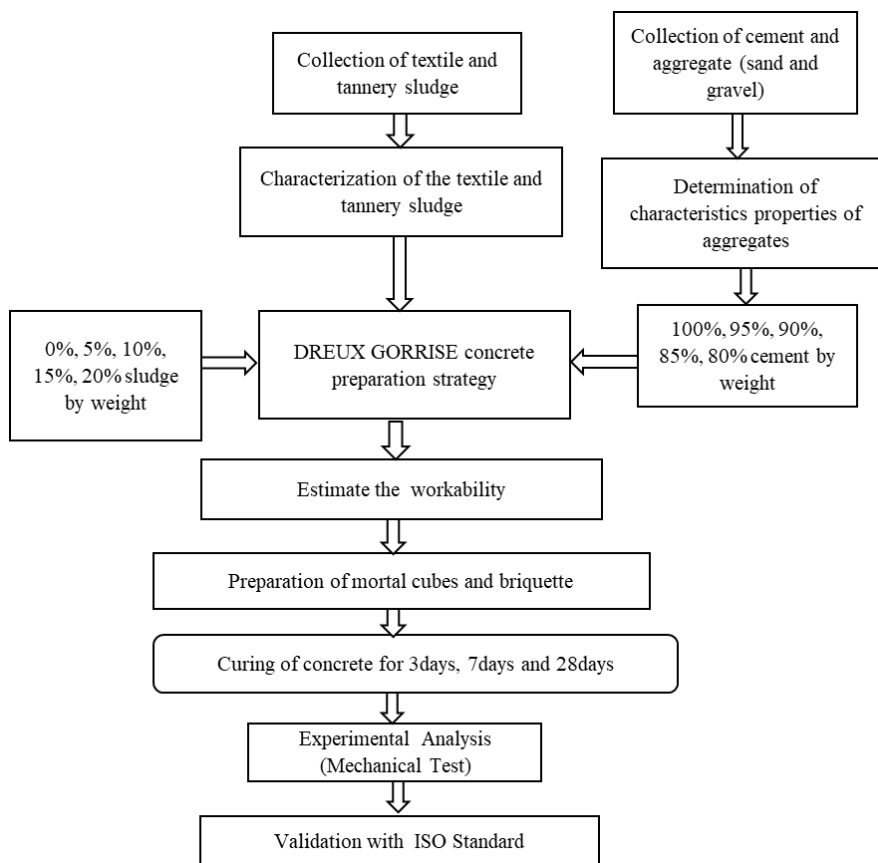 Collection of textile and
tannery sludge
Collection of cement and
aggregate (sand and
gravel)
Characterization of the textile and
tannery sludge
Determination of
characteristics properties of
aggregates
0%, 5%, 10%,
15%, 20% sludge
by weight
DREUX GORRISE concrete
preparation strategy
100%, 95%, 90%,
85%, 80% cement by
weight
Estimate the workability
Preparation of mortal cubes and briquette
Curing of concrete for 3days, 7days and 28days
Experimental Analysis
(Mechanical Test)
Validation with ISO Standard